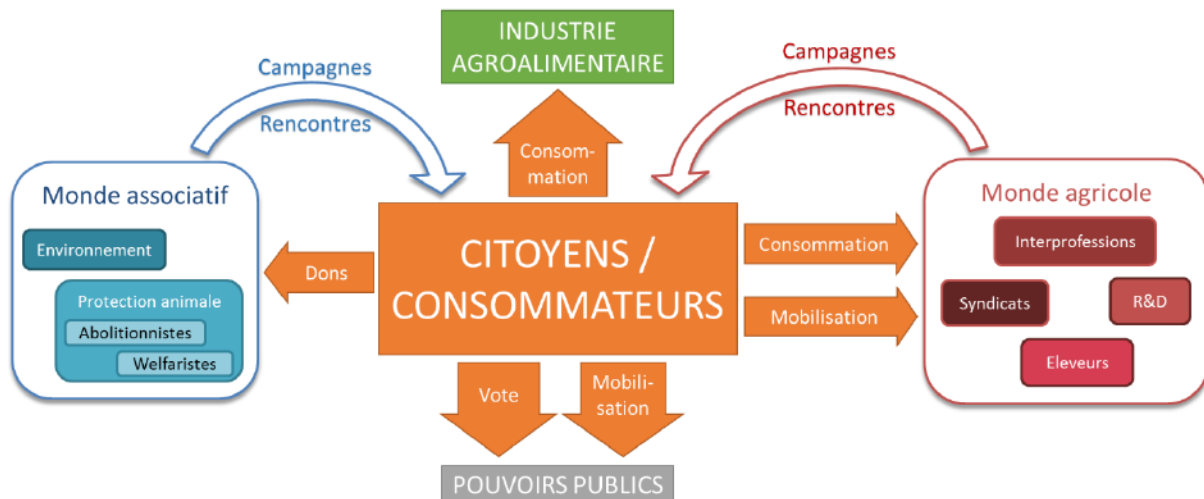 INDUSTRIE
AGROALIMENTAIRE
Campagnes
Rencontres
Campagnes
Rencontres
Consom-
mation
Monde associatif
Environnement
Protection animale
Abolitionnistes
Welfaristes
Dons
CITOYENS /
CONSOMMATEURS
Consommation
Mobilisation
Monde agricole
Interprofessions
Syndicats
R&D
Eleveurs
Vote
Mobili-
sation
POUVOIRS PUBLICS